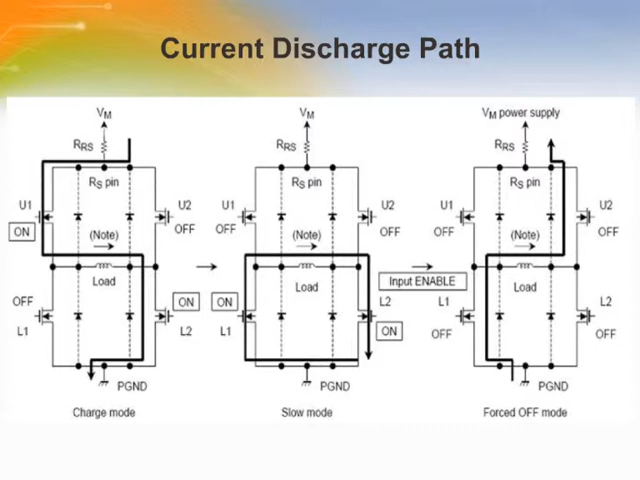 Current Discharge Path
VM
RRS
RS pin
U1
ON
U2
OFF
(Note)
Load
OFF
L1
ON
L2
PGND
Charge mode
VM
RRS
RS pin
U1
OFF
U2
OFF
(Note)
Load
ON
L1
L2
ON
PGND
Slow mode
Input ENABLE
VM power supply
RRS
RS pin
U1
OFF
U2
OFF
(Note)
Load
L1
OFF
L2
OFF
PGND
Forced OFF mode